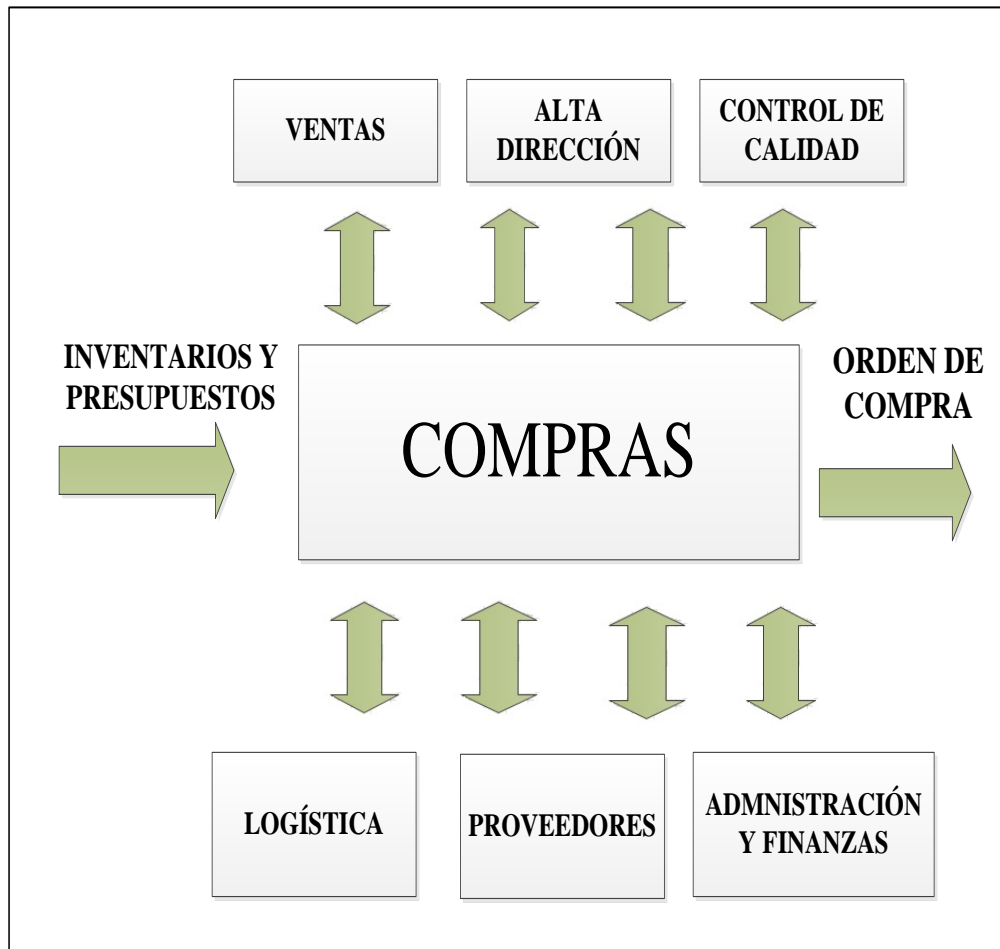 VENTAS
ALTA
DIRECCIÓN
CONTROL DE
CALIDAD
INVENTARIOS Y
PRESUPUESTOS
COMPRAS
ORDEN DE
COMPRA
LOGÍSTICA
PROVEEDORES
ADMNISTRACIÓN
Y FINANZAS